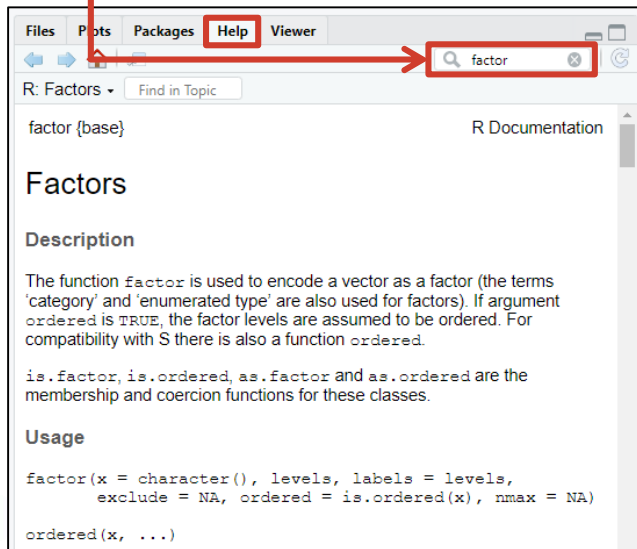 Files Plots Packages Help Viewer
factor
R: Factors Find in Topic
factor {base} R Documentation
Factors
Description
The function factor is used to encode a vector as a factor (the terms
‘category’ and ‘enumerated type’ are also used for factors). If argument
ordered is TRUE, the factor levels are assumed to be ordered. For
compatibility with S there is also a function ordered.
is.factor, is.ordered, as.factor and as.ordered are the
membership and coercion functions for these classes.
Usage
factor(x = character(), levels, labels = levels,
exclude = NA, ordered = is.ordered(x), nmax = NA)
ordered(x, ...)